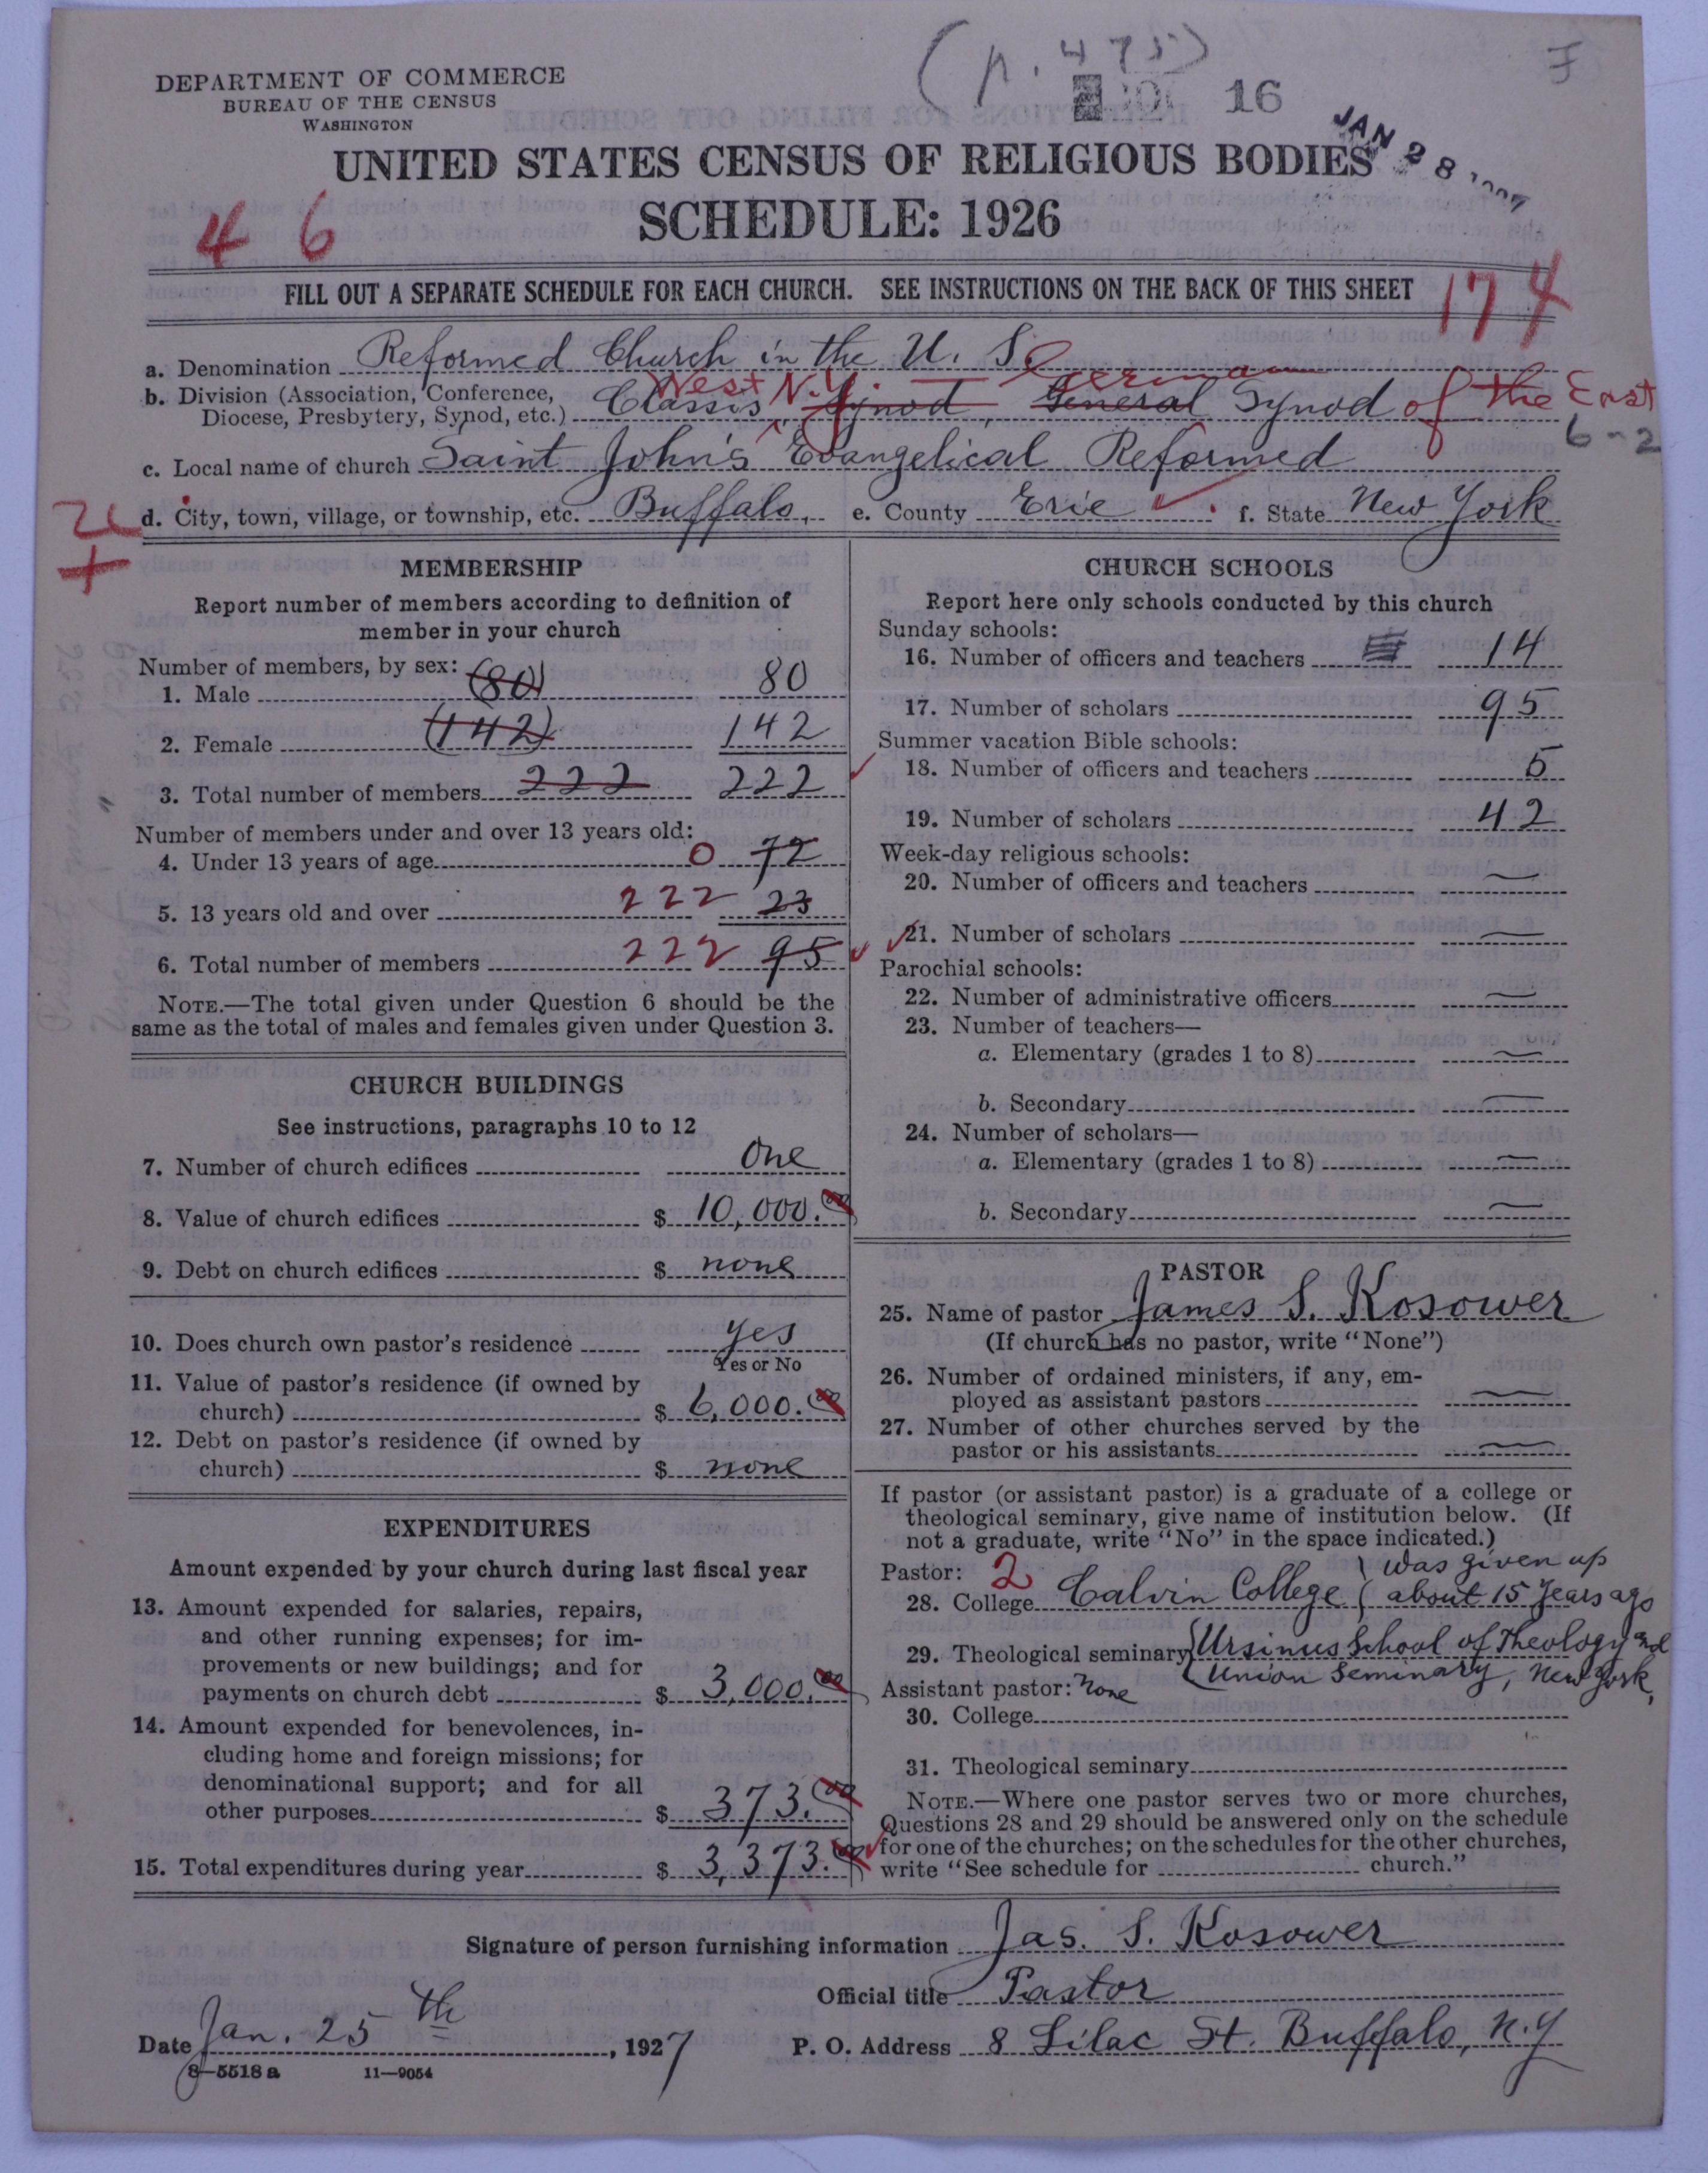 (p. 475)
F
DEPARTMENT OF COMMERCE
BUREAU OF THE CENSUS
WASHINGTON
16
JAN 28 1927
UNITED STATES CENSUS OF RELIGIOUS BODIES
SCHEDULE: 1926
4 6
FILL OUT A SEPARATE SCHEDULE FOR EACH CHURCH. SEE INSTRUCTIONS ON THE BACK OF THIS SHEET
174
a. Denomination Reformed Church in the U. S.
b. Division (Association, Conference, Diocese, Presbytery, Synod, etc.) Classis West N.Y. Synod, General German Synod of the East
6-2
c. Local name of church Saint John's Evangelical Reformed
d. City, town, village, or township, etc. Buffalo, e. County Erie f. State New York
MEMBERSHIP
Report number of members according to definition of
member in your church
Number of members, by sex:
1. Male (80) 80
2. Female (142) 142
3. Total number of members 222 222
Number of members under and over 13 years old:
4. Under 13 years of age 0 72
5. 13 years old and over 222 23
6. Total number of members 222 95
NOTE.—The total given under Question 6 should be the
same as the total of males and females given under Question 3.
CHURCH BUILDINGS
See instructions, paragraphs 10 to 12
7. Number of church edifices One
8. Value of church edifices $ 10,000.00
9. Debt on church edifices $ none
10. Does church own pastor's residence yes
Yes or No
11. Value of pastor's residence (if owned by
church) $ 6,000.00
12. Debt on pastor's residence (if owned by
church) $ none
EXPENDITURES
Amount expended by your church during last fiscal year
13. Amount expended for salaries, repairs,
and other running expenses; for im-
provements or new buildings; and for
payments on church debt $ 3,000.00
14. Amount expended for benevolences, in-
cluding home and foreign missions; for
denominational support; and for all
other purposes $ 373.00
15. Total expenditures during year $ 3,373.00
CHURCH SCHOOLS
Report here only schools conducted by this church
Sunday schools:
16. Number of officers and teachers 14
17. Number of scholars 95
Summer vacation Bible schools:
18. Number of officers and teachers 5
19. Number of scholars 42
Week-day religious schools:
20. Number of officers and teachers —
21. Number of scholars —
Parochial schools:
22. Number of administrative officers —
23. Number of teachers—
a. Elementary (grades 1 to 8) —
b. Secondary —
24. Number of scholars—
a. Elementary (grades 1 to 8) —
b. Secondary —
PASTOR
25. Name of pastor James S. Kosower
(If church has no pastor, write "None")
26. Number of ordained ministers, if any, em-
ployed as assistant pastors —
27. Number of other churches served by the
pastor or his assistants —
If pastor (or assistant pastor) is a graduate of a college or
theological seminary, give name of institution below. (If
not a graduate, write "No" in the space indicated.)
Pastor: 2
28. College Calvin College (was given up about 15 Years ago
29. Theological seminary {Ursinus School of Theology and
Union Seminary, New York,
Assistant pastor: None
30. College
31. Theological seminary
NOTE.—Where one pastor serves two or more churches,
Questions 28 and 29 should be answered only on the schedule
for one of the churches; on the schedules for the other churches,
write "See schedule for church."
Signature of person furnishing information Jas. S. Kosower
Official title Pastor
Date Jan. 25th, 1927 P. O. Address 8 Lilac St. Buffalo, N.Y
8—5518 a 11—9054